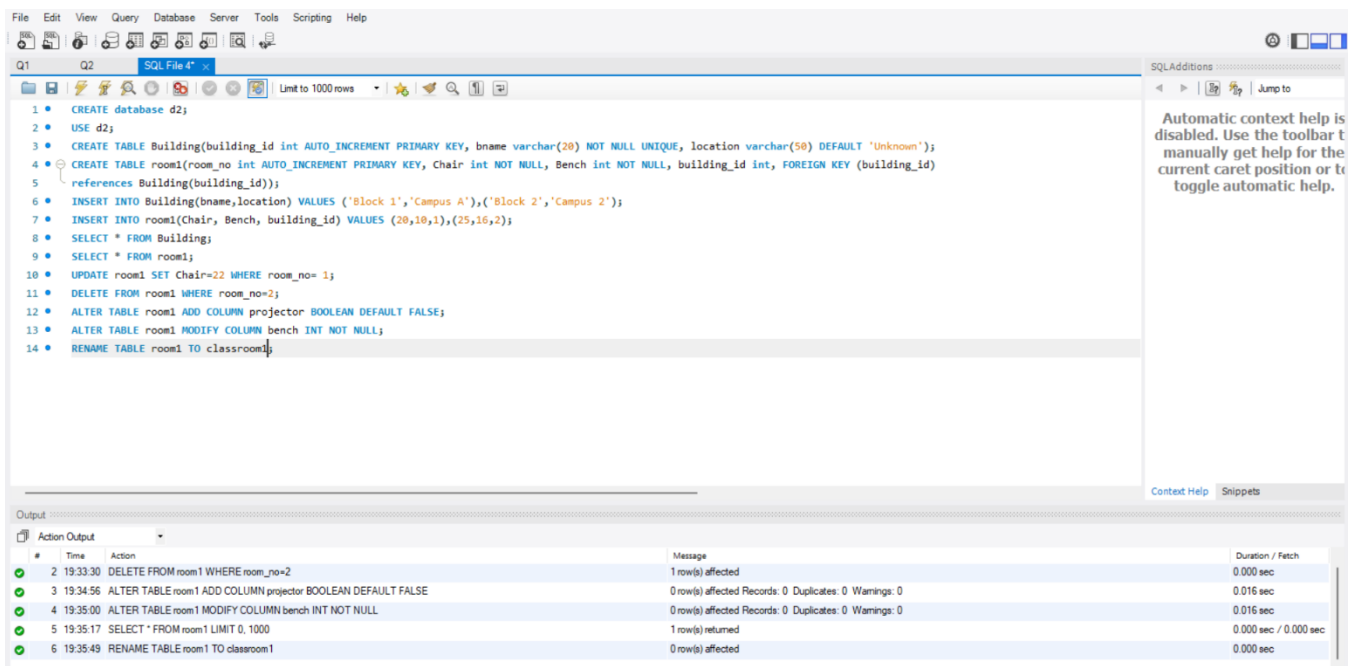 File Edit View Query Database Server Tools Scripting Help
Q1 Q2 SQL File 4* ×
SQLAdditions
Limit to 1000 rows
Jump to
1 CREATE database d2;
2 USE d2;
3 CREATE TABLE Building(building_id int AUTO_INCREMENT PRIMARY KEY, bname varchar(20) NOT NULL UNIQUE, location varchar(50) DEFAULT 'Unknown');
4 CREATE TABLE room1(room_no int AUTO_INCREMENT PRIMARY KEY, Chair int NOT NULL, Bench int NOT NULL, building_id int, FOREIGN KEY (building_id)
5 references Building(building_id));
6 INSERT INTO Building(bname,location) VALUES ('Block 1','Campus A'),('Block 2','Campus 2');
7 INSERT INTO room1(Chair, Bench, building_id) VALUES (20,10,1),(25,16,2);
8 SELECT * FROM Building;
9 SELECT * FROM room1;
10 UPDATE room1 SET Chair=22 WHERE room_no= 1;
11 DELETE FROM room1 WHERE room_no=2;
12 ALTER TABLE room1 ADD COLUMN projector BOOLEAN DEFAULT FALSE;
13 ALTER TABLE room1 MODIFY COLUMN bench INT NOT NULL;
14 RENAME TABLE room1 TO classroom1;
Automatic context help is
disabled. Use the toolbar t
manually get help for the
current caret position or to
toggle automatic help.
Context Help Snippets
Output
Action Output
# Time Action Message Duration / Fetch
2 19:33:30 DELETE FROM room1 WHERE room_no=2 1 row(s) affected 0.000 sec
3 19:34:56 ALTER TABLE room1 ADD COLUMN projector BOOLEAN DEFAULT FALSE 0 row(s) affected Records: 0 Duplicates: 0 Warnings: 0 0.016 sec
4 19:35:00 ALTER TABLE room1 MODIFY COLUMN bench INT NOT NULL 0 row(s) affected Records: 0 Duplicates: 0 Warnings: 0 0.016 sec
5 19:35:17 SELECT * FROM room1 LIMIT 0, 1000 1 row(s) returned 0.000 sec / 0.000 sec
6 19:35:49 RENAME TABLE room1 TO classroom1 0 row(s) affected 0.000 sec